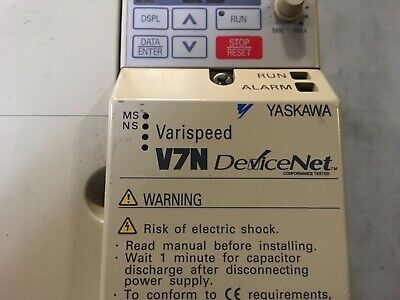 DSPL
RUN
DATA
ENTER
STOP
RESET
MIN MAX
RUN
ALARM
YASKAWA
MS
NS
Varispeed
V7N DeviceNet™
CONFORMANCE TESTED
WARNING
Risk of electric shock.
· Read manual before installing.
· Wait 1 minute for capacitor
discharge after disconnecting
power supply.
· To conform to CE requirements,